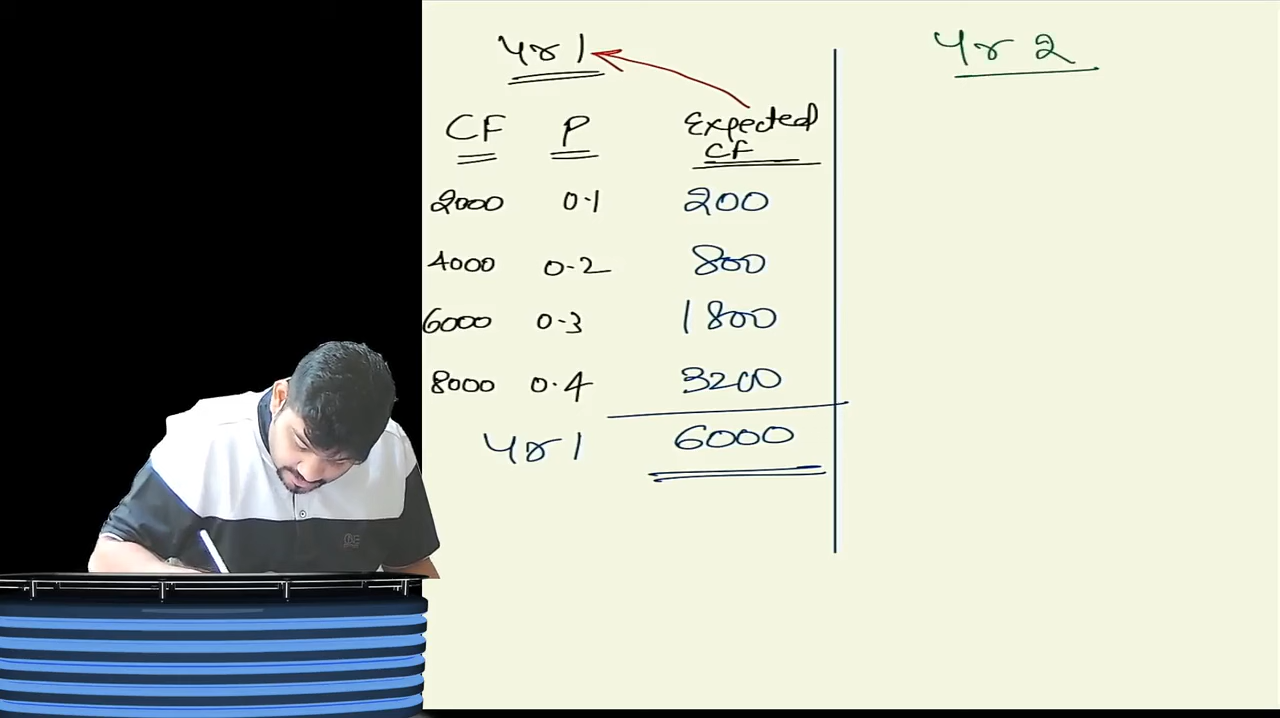 Yr 1
Yr 2
CF P Expected CF
2000 0.1 200
4000 0.2 800
6000 0.3 1800
8000 0.4 3200
Yr 1 6000